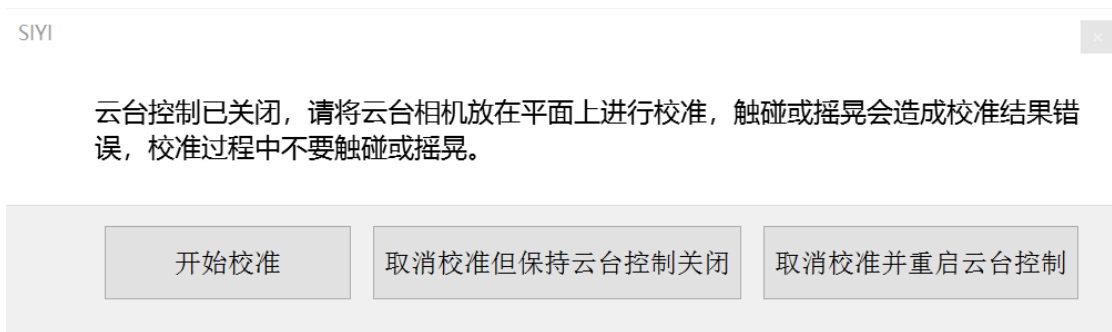 SIYI
云台控制已关闭，请将云台相机放在平面上进行校准，触碰或摇晃会造成校准结果错
误，校准过程中不要触碰或摇晃。
开始校准 取消校准但保持云台控制关闭 取消校准并重启云台控制